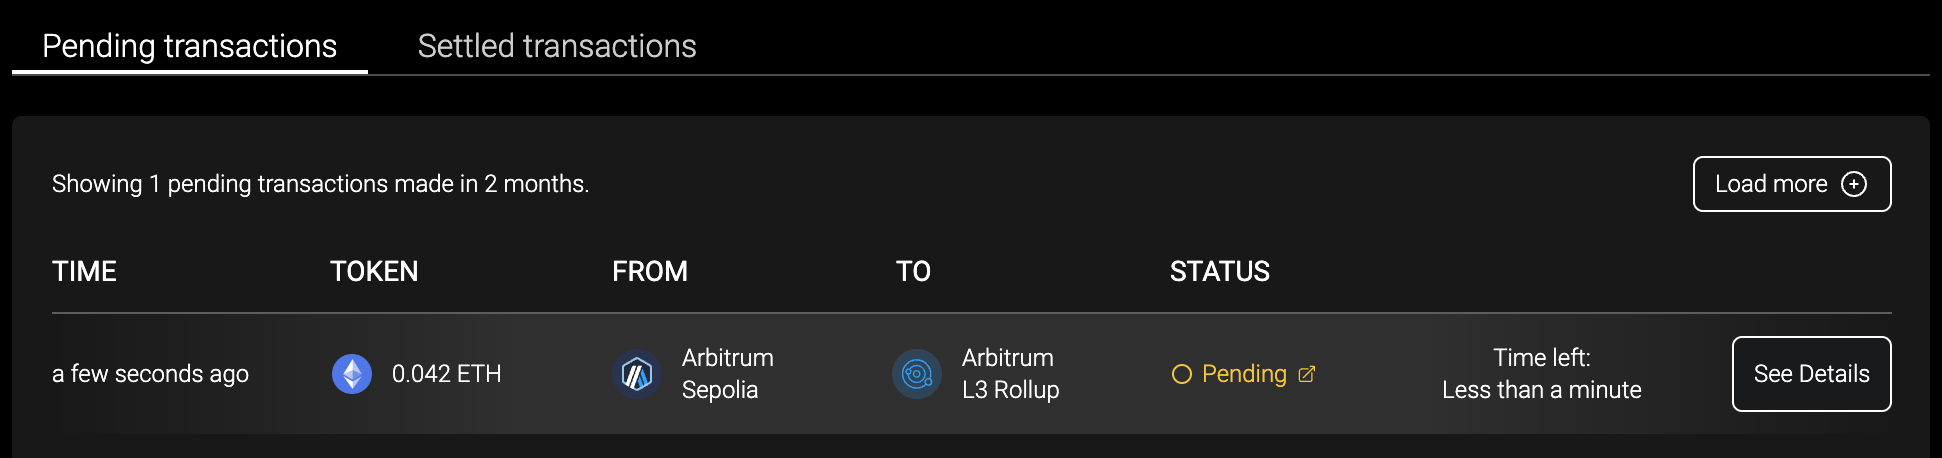 Pending transactions
Settled transactions
Showing 1 pending transactions made in 2 months.
Load more
TIME
TOKEN
FROM
TO
STATUS
a few seconds ago
0.042 ETH
Arbitrum
Sepolia
Arbitrum
L3 Rollup
Pending
Time left:
Less than a minute
See Details